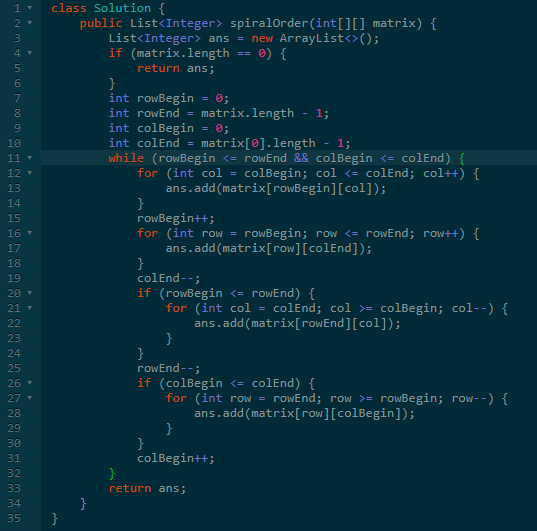 1 class Solution {
2     public List<Integer> spiralOrder(int[][] matrix) {
3         List<Integer> ans = new ArrayList<>();
4         if (matrix.length == 0) {
5             return ans;
6         }
7         int rowBegin = 0;
8         int rowEnd = matrix.length - 1;
9         int colBegin = 0;
10         int colEnd = matrix[0].length - 1;
11         while (rowBegin <= rowEnd && colBegin <= colEnd) {
12             for (int col = colBegin; col <= colEnd; col++) {
13                 ans.add(matrix[rowBegin][col]);
14             }
15             rowBegin++;
16             for (int row = rowBegin; row <= rowEnd; row++) {
17                 ans.add(matrix[row][colEnd]);
18             }
19             colEnd--;
20             if (rowBegin <= rowEnd) {
21                 for (int col = colEnd; col >= colBegin; col--) {
22                     ans.add(matrix[rowEnd][col]);
23                 }
24             }
25             rowEnd--;
26             if (colBegin <= colEnd) {
27                 for (int row = rowEnd; row >= rowBegin; row--) {
28                     ans.add(matrix[row][colBegin]);
29                 }
30             }
31             colBegin++;
32         }
33         return ans;
34     }
35 }